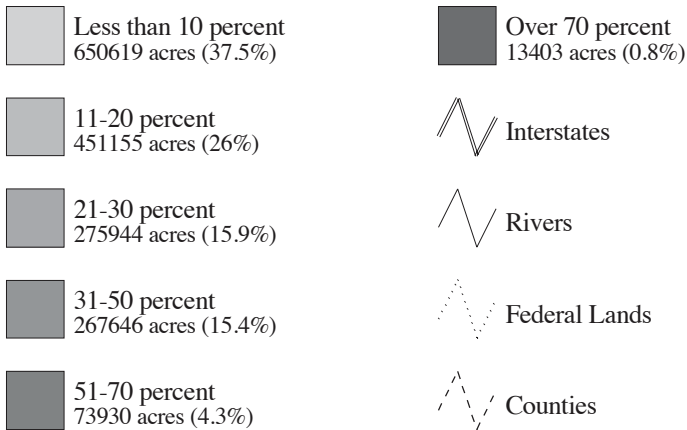 Less than 10 percent
650619 acres (37.5%)
11-20 percent
451155 acres (26%)
21-30 percent
275944 acres (15.9%)
31-50 percent
267646 acres (15.4%)
51-70 percent
73930 acres (4.3%)
Over 70 percent
13403 acres (0.8%)
Interstates
Rivers
Federal Lands
Counties